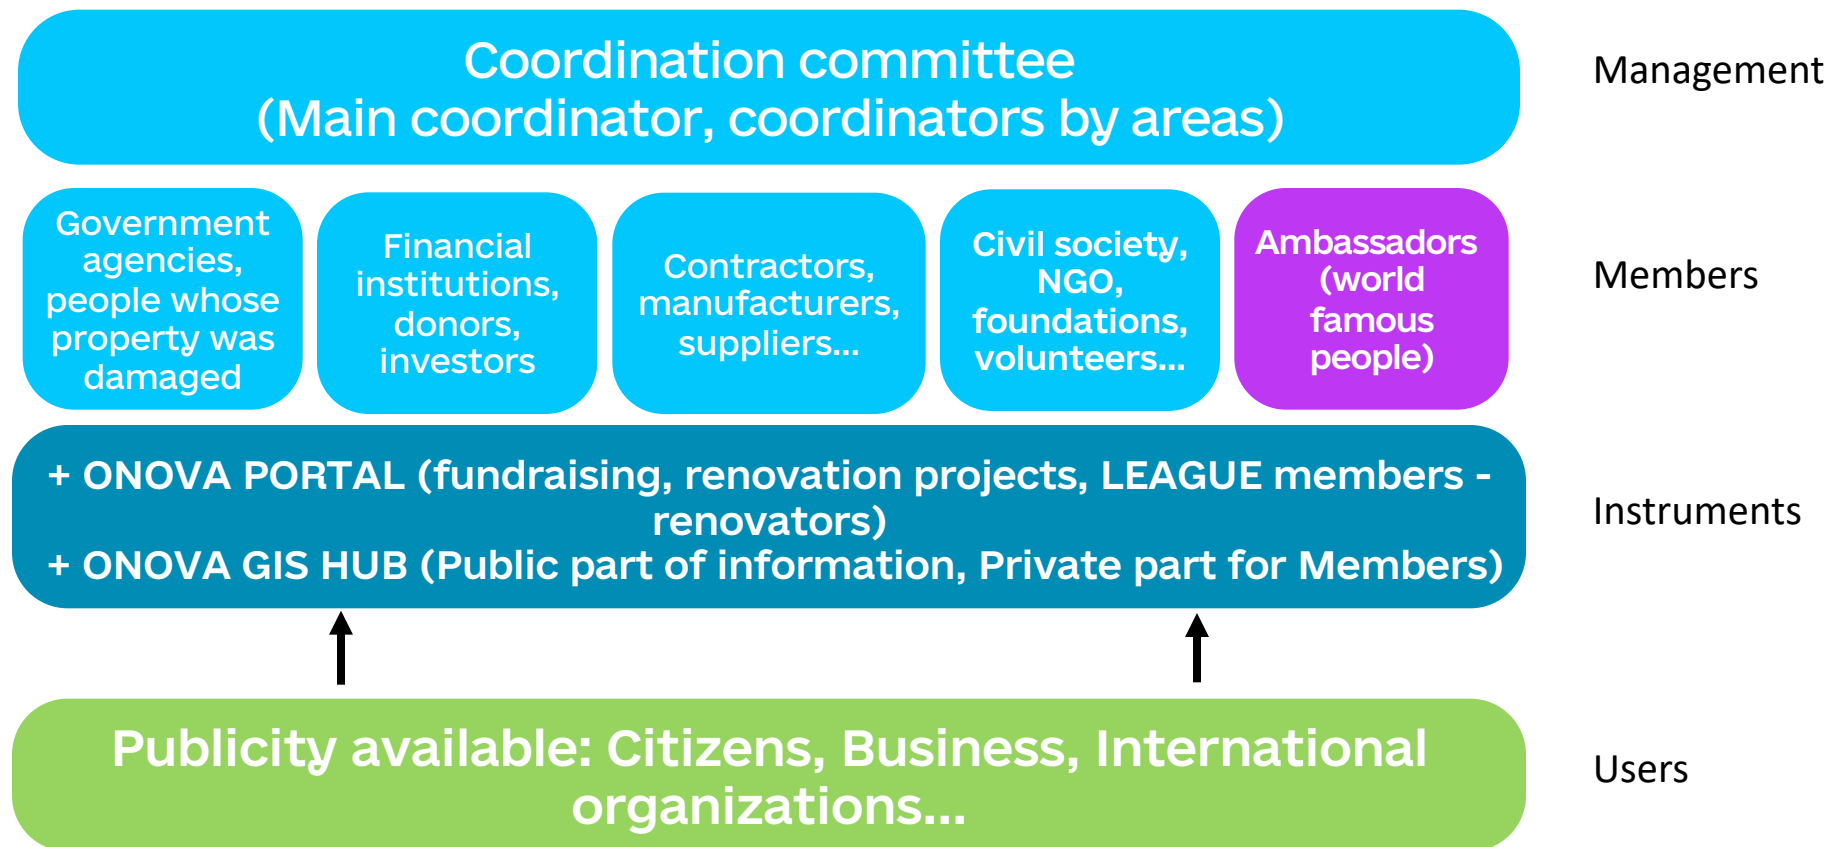 Coordination committee
(Main coordinator, coordinators by areas)
Management
Government
agencies,
people whose
property was
damaged
Financial
institutions,
donors,
investors
Contractors,
manufacturers,
suppliers...
Civil society,
NGO,
foundations,
volunteers...
Ambassadors
(world
famous
people)
Members
+ ONOVA PORTAL (fundraising, renovation projects, LEAGUE members -
renovators)
+ ONOVA GIS HUB (Public part of information, Private part for Members)
Instruments
Publicity available: Citizens, Business, International
organizations...
Users